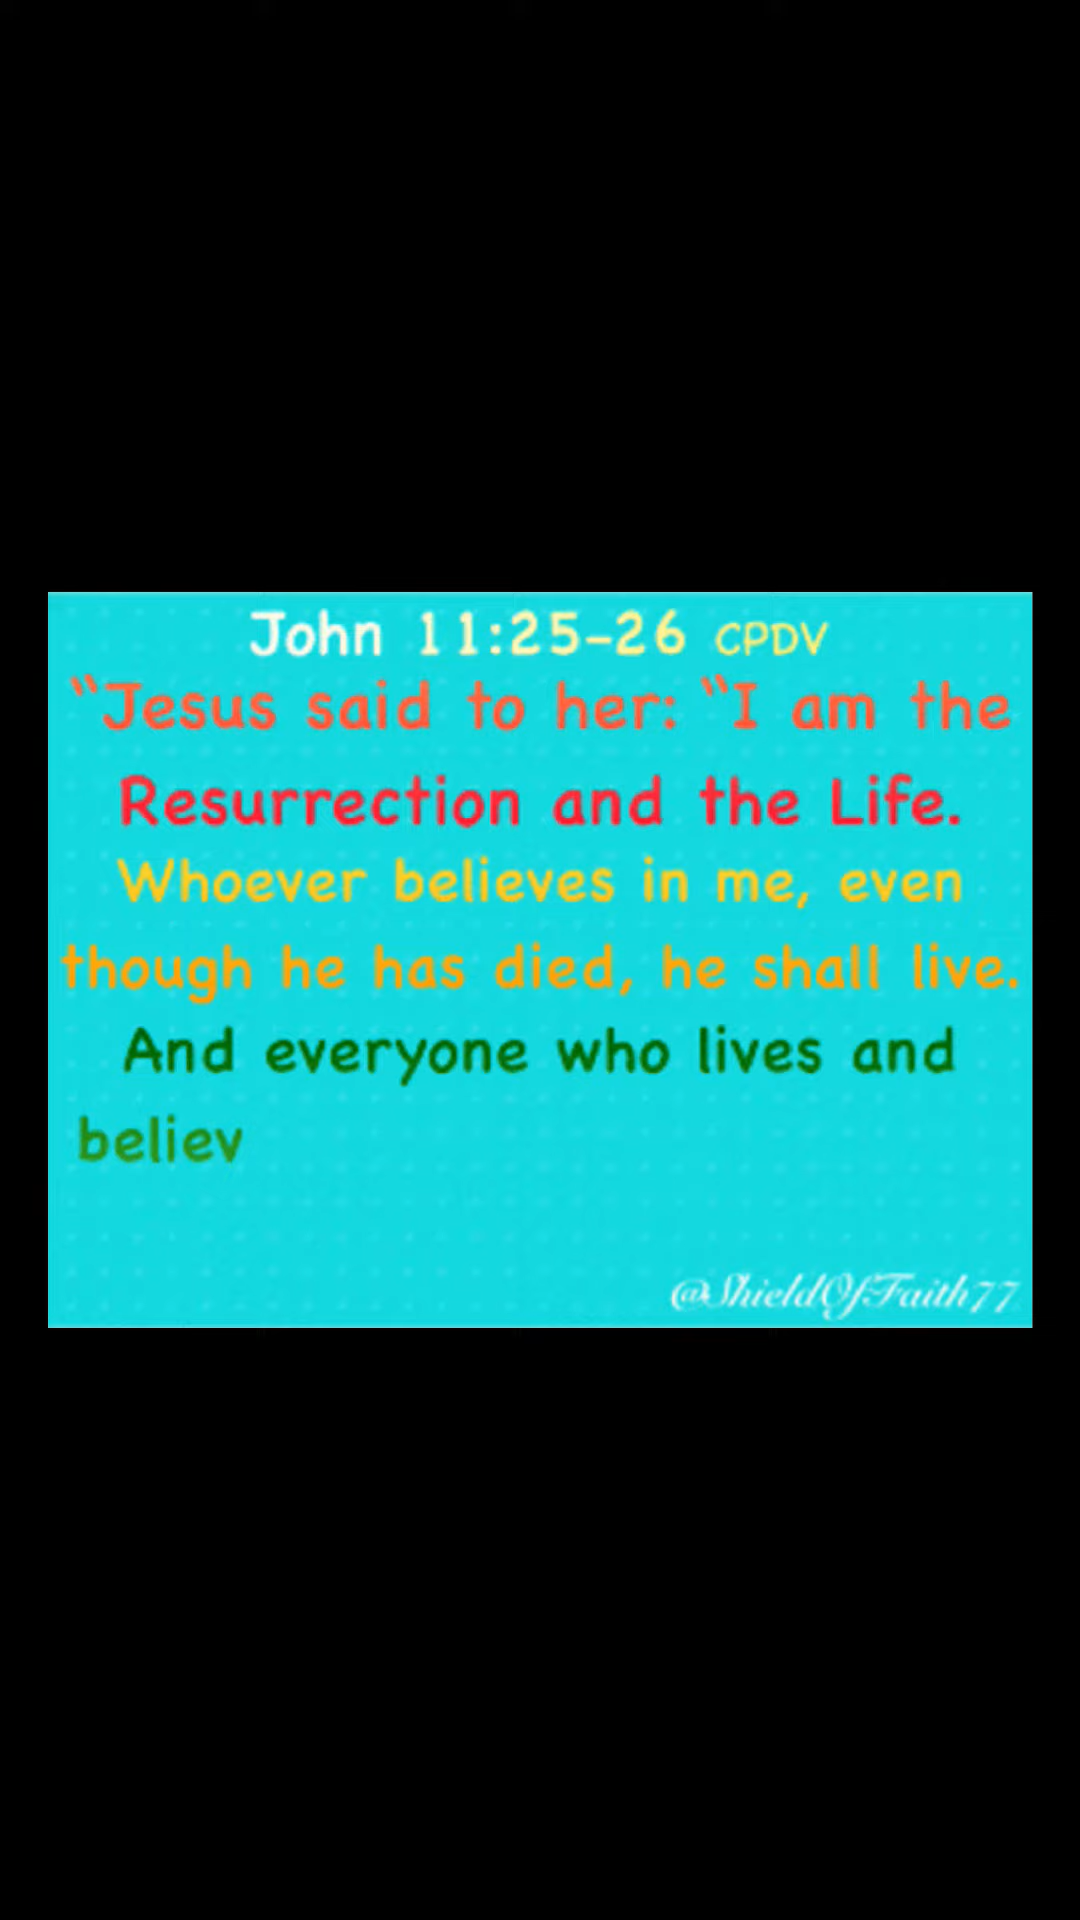 John 11:25-26 CPDV
“Jesus said to her: “I am the
Resurrection and the Life.
Whoever believes in me, even
though he has died, he shall live.
And everyone who lives and
believ
@ShieldOfFaith77